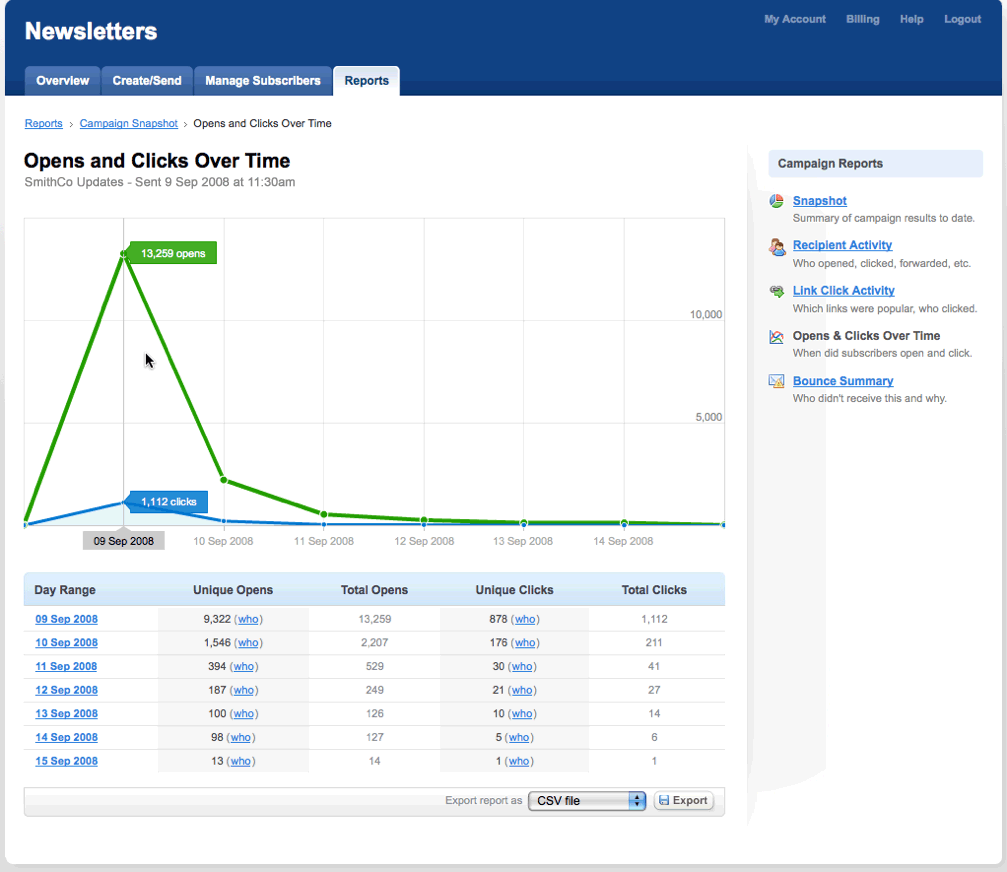 My Account Billing Help Logout
Newsletters
Overview Create/Send Manage Subscribers Reports
Reports › Campaign Snapshot › Opens and Clicks Over Time
Opens and Clicks Over Time
SmithCo Updates - Sent 9 Sep 2008 at 11:30am
13,259 opens
10,000
5,000
1,112 clicks
09 Sep 2008 10 Sep 2008 11 Sep 2008 12 Sep 2008 13 Sep 2008 14 Sep 2008
Day Range Unique Opens Total Opens Unique Clicks Total Clicks
09 Sep 2008 9,322 (who) 13,259 878 (who) 1,112
10 Sep 2008 1,546 (who) 2,207 176 (who) 211
11 Sep 2008 394 (who) 529 30 (who) 41
12 Sep 2008 187 (who) 249 21 (who) 27
13 Sep 2008 100 (who) 126 10 (who) 14
14 Sep 2008 98 (who) 127 5 (who) 6
15 Sep 2008 13 (who) 14 1 (who) 1
Export report as CSV file Export
Campaign Reports
Snapshot
Summary of campaign results to date.
Recipient Activity
Who opened, clicked, forwarded, etc.
Link Click Activity
Which links were popular, who clicked.
Opens & Clicks Over Time
When did subscribers open and click.
Bounce Summary
Who didn't receive this and why.